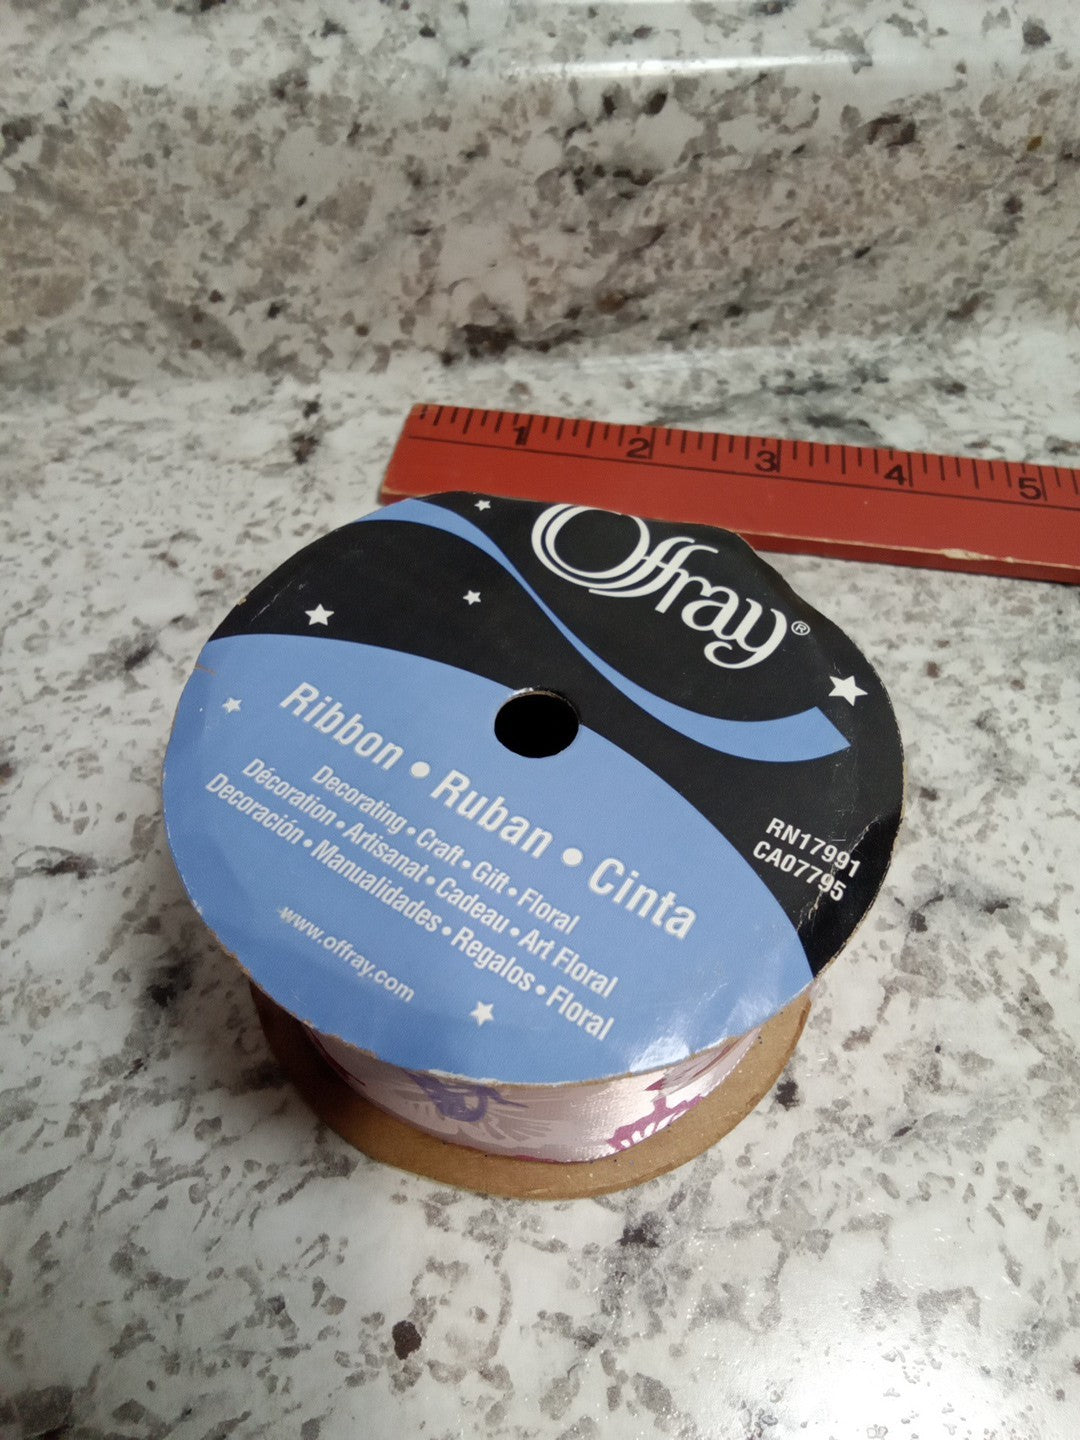 1 2 3 4 5
Offray®
RN17991
CA07795
Ribbon • Ruban • Cinta
Decorating • Craft • Gift • Floral
Décoration • Artisanat • Cadeau • Art Floral
Decoración • Manualidades • Regalos • Floral
www.offray.com